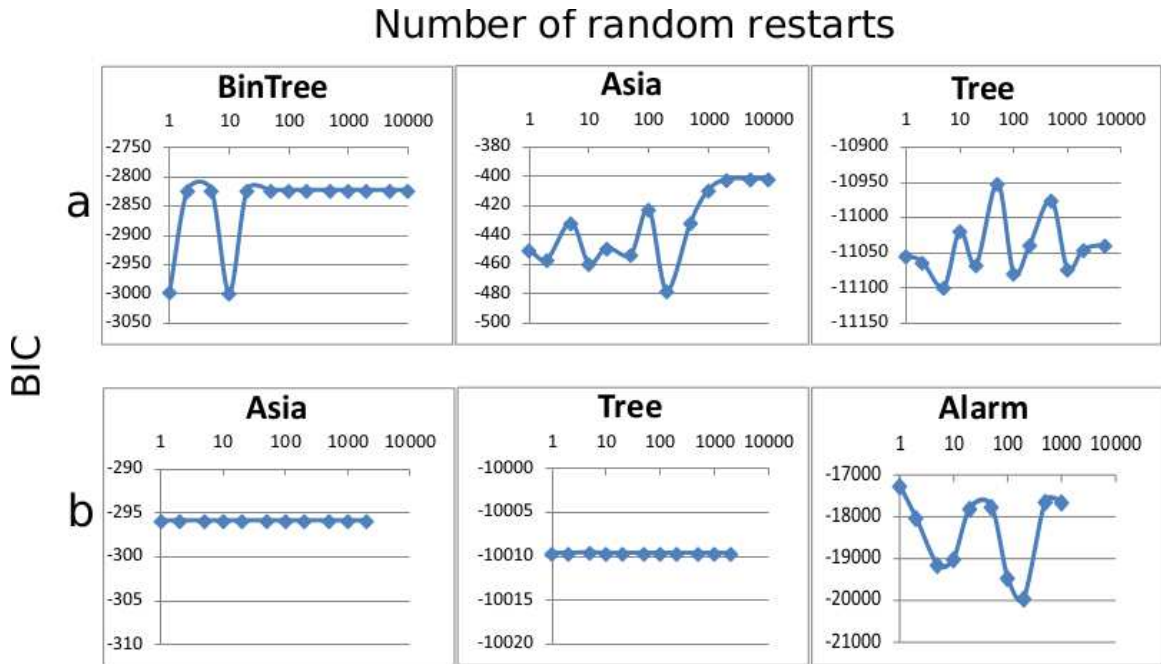 Number of random restarts
BIC
a
BinTree
1 10 100 1000 10000
-2750
-2800
-2850
-2900
-2950
-3000
-3050
Asia
1 10 100 1000 10000
-380
-400
-420
-440
-460
-480
-500
Tree
1 10 100 1000 10000
-10900
-10950
-11000
-11050
-11100
-11150
b
Asia
1 10 100 1000 10000
-290
-295
-300
-305
-310
Tree
1 10 100 1000 10000
-10000
-10005
-10010
-10015
-10020
Alarm
1 10 100 1000 10000
-17000
-18000
-19000
-20000
-21000